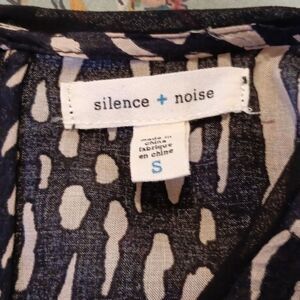 silence + noise
made in
china
fabriqué
en chine
S